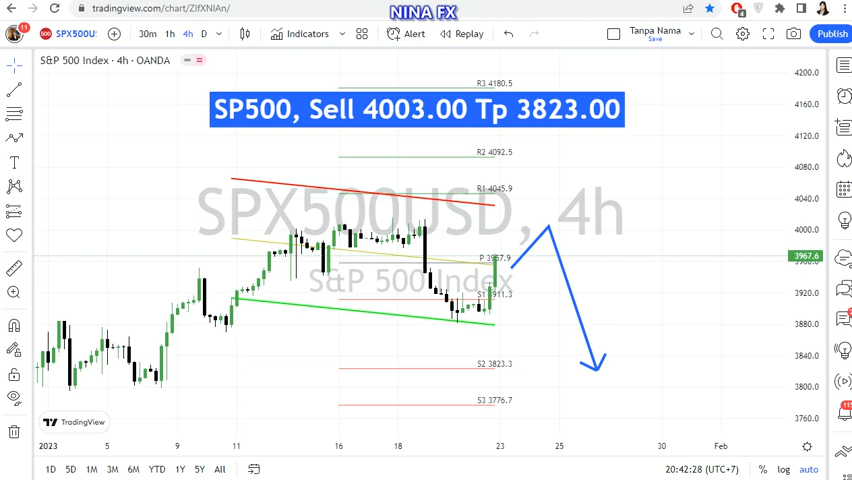 tradingview.com/chart/ZIfXNIAn/
NINA FX
11
SPX500U:
30m 1h 4h D
Indicators
Alert
Replay
Tanpa Nama
Save
Publish
S&P 500 Index · 4h · OANDA
SP500, Sell 4003.00 Tp 3823.00
SPX500USD, 4h
S&P 500 Index
R3 4180.5
R2 4092.5
R1 4045.9
P 3957.9
S1 3911.3
S2 3823.3
S3 3776.7
4200.0
4160.0
4120.0
4080.0
4040.0
4000.0
3967.6
3960.0
3920.0
3880.0
3840.0
3800.0
3760.0
TradingView
2023 5 9 11 16 18 23 25 30 Feb
1D 5D 1M 3M 6M YTD 1Y 5Y All
20:42:28 (UTC+7) % log auto